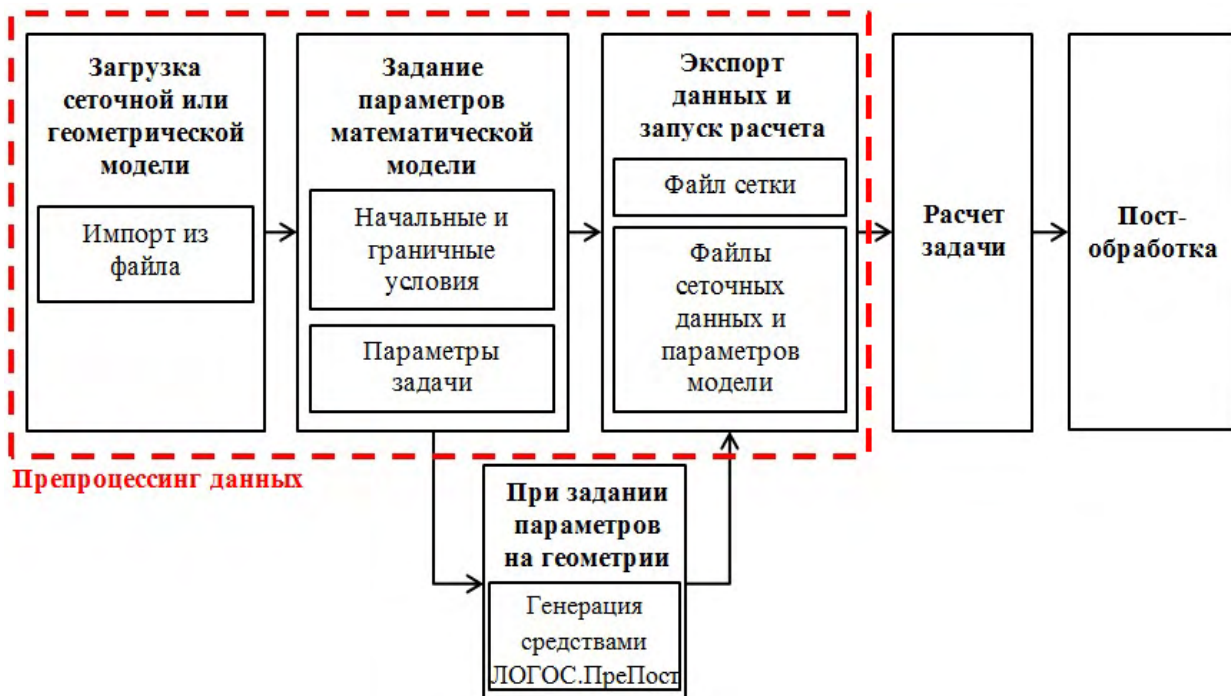 Загрузка
сеточной или
геометрической
модели
Импорт из
файла
Задание
параметров
математической
модели
Начальные и
граничные
условия
Параметры
задачи
Экспорт
данных и
запуск расчета
Файл сетки
Файлы
сеточных
данных и
параметров
модели
Расчет
задачи
Пост-
обработка
Препроцессинг данных
При задании
параметров
на геометрии
Генерация
средствами
ЛОГОС.ПреПост